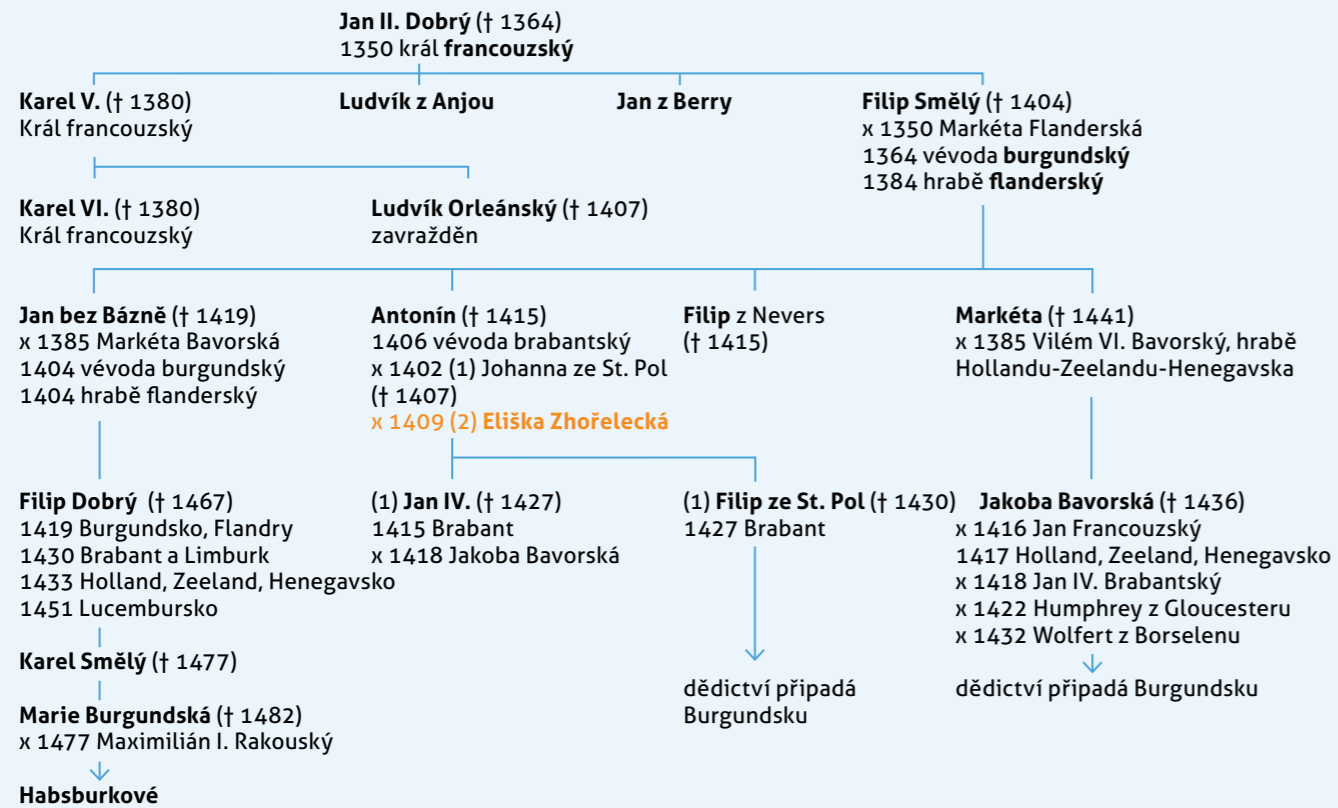 Jan II. Dobrý († 1364)
1350 král francouzský
Karel V. († 1380)
Král francouzský
Ludvík z Anjou
Jan z Berry
Filip Smělý († 1404)
x 1350 Markéta Flanderská
1364 vévoda burgundský
1384 hrabě flanderský
Karel VI. († 1380)
Král francouzský
Ludvík Orleánský († 1407)
zavražděn
Jan bez Bázně († 1419)
x 1385 Markéta Bavorská
1404 vévoda burgundský
1404 hrabě flanderský
Antonín († 1415)
1406 vévoda brabantský
x 1402 (1) Johanna ze St. Pol
(† 1407)
x 1409 (2) Eliška Zhořelecká
Filip z Nevers
(† 1415)
Markéta († 1441)
x 1385 Vilém VI. Bavorský, hrabě
Hollandu-Zeelandu-Henegavska
Filip Dobrý († 1467)
1419 Burgundsko, Flandry
1430 Brabant a Limburk
1433 Holland, Zeeland, Henegavsko
1451 Lucembursko
(1) Jan IV. († 1427)
1415 Brabant
x 1418 Jakoba Bavorská
(1) Filip ze St. Pol († 1430)
1427 Brabant
Jakoba Bavorská († 1436)
x 1416 Jan Francouzský
1417 Holland, Zeeland, Henegavsko
x 1418 Jan IV. Brabantský
x 1422 Humphrey z Gloucesteru
x 1432 Wolfert z Borselenu
Karel Smělý († 1477)
dědictví připadá
Burgundsku
dědictví připadá Burgundsku
Marie Burgundská († 1482)
x 1477 Maximilián I. Rakouský
Habsburkové